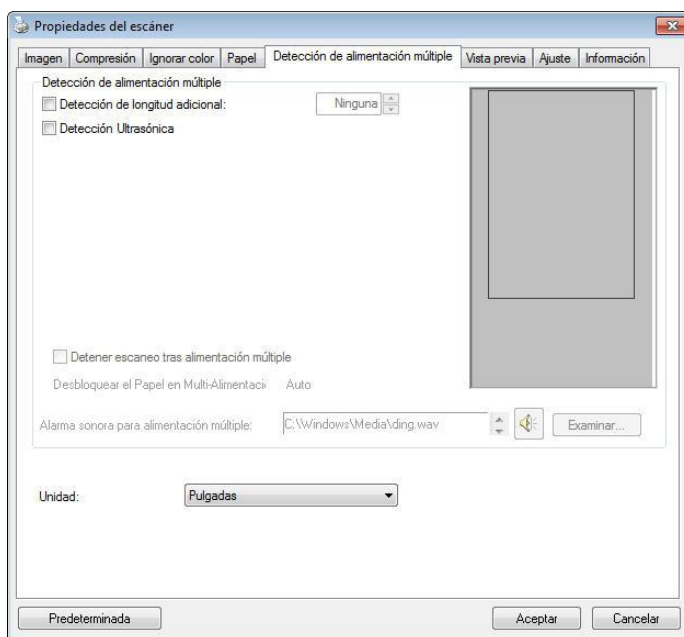 Propiedades del escáner
Imagen Compresión Ignorar color Papel Detección de alimentación múltiple Vista previa Ajuste Información
Detección de alimentación múltiple
Detección de longitud adicional: Ninguna
Detección Ultrasónica
Detener escaneo tras alimentación múltiple
Desbloquear el Papel en Multi-Alimentaci Auto
Alarma sonora para alimentación múltiple: C:\Windows\Media\ding.wav Examinar...
Unidad: Pulgadas
Predeterminada Aceptar Cancelar